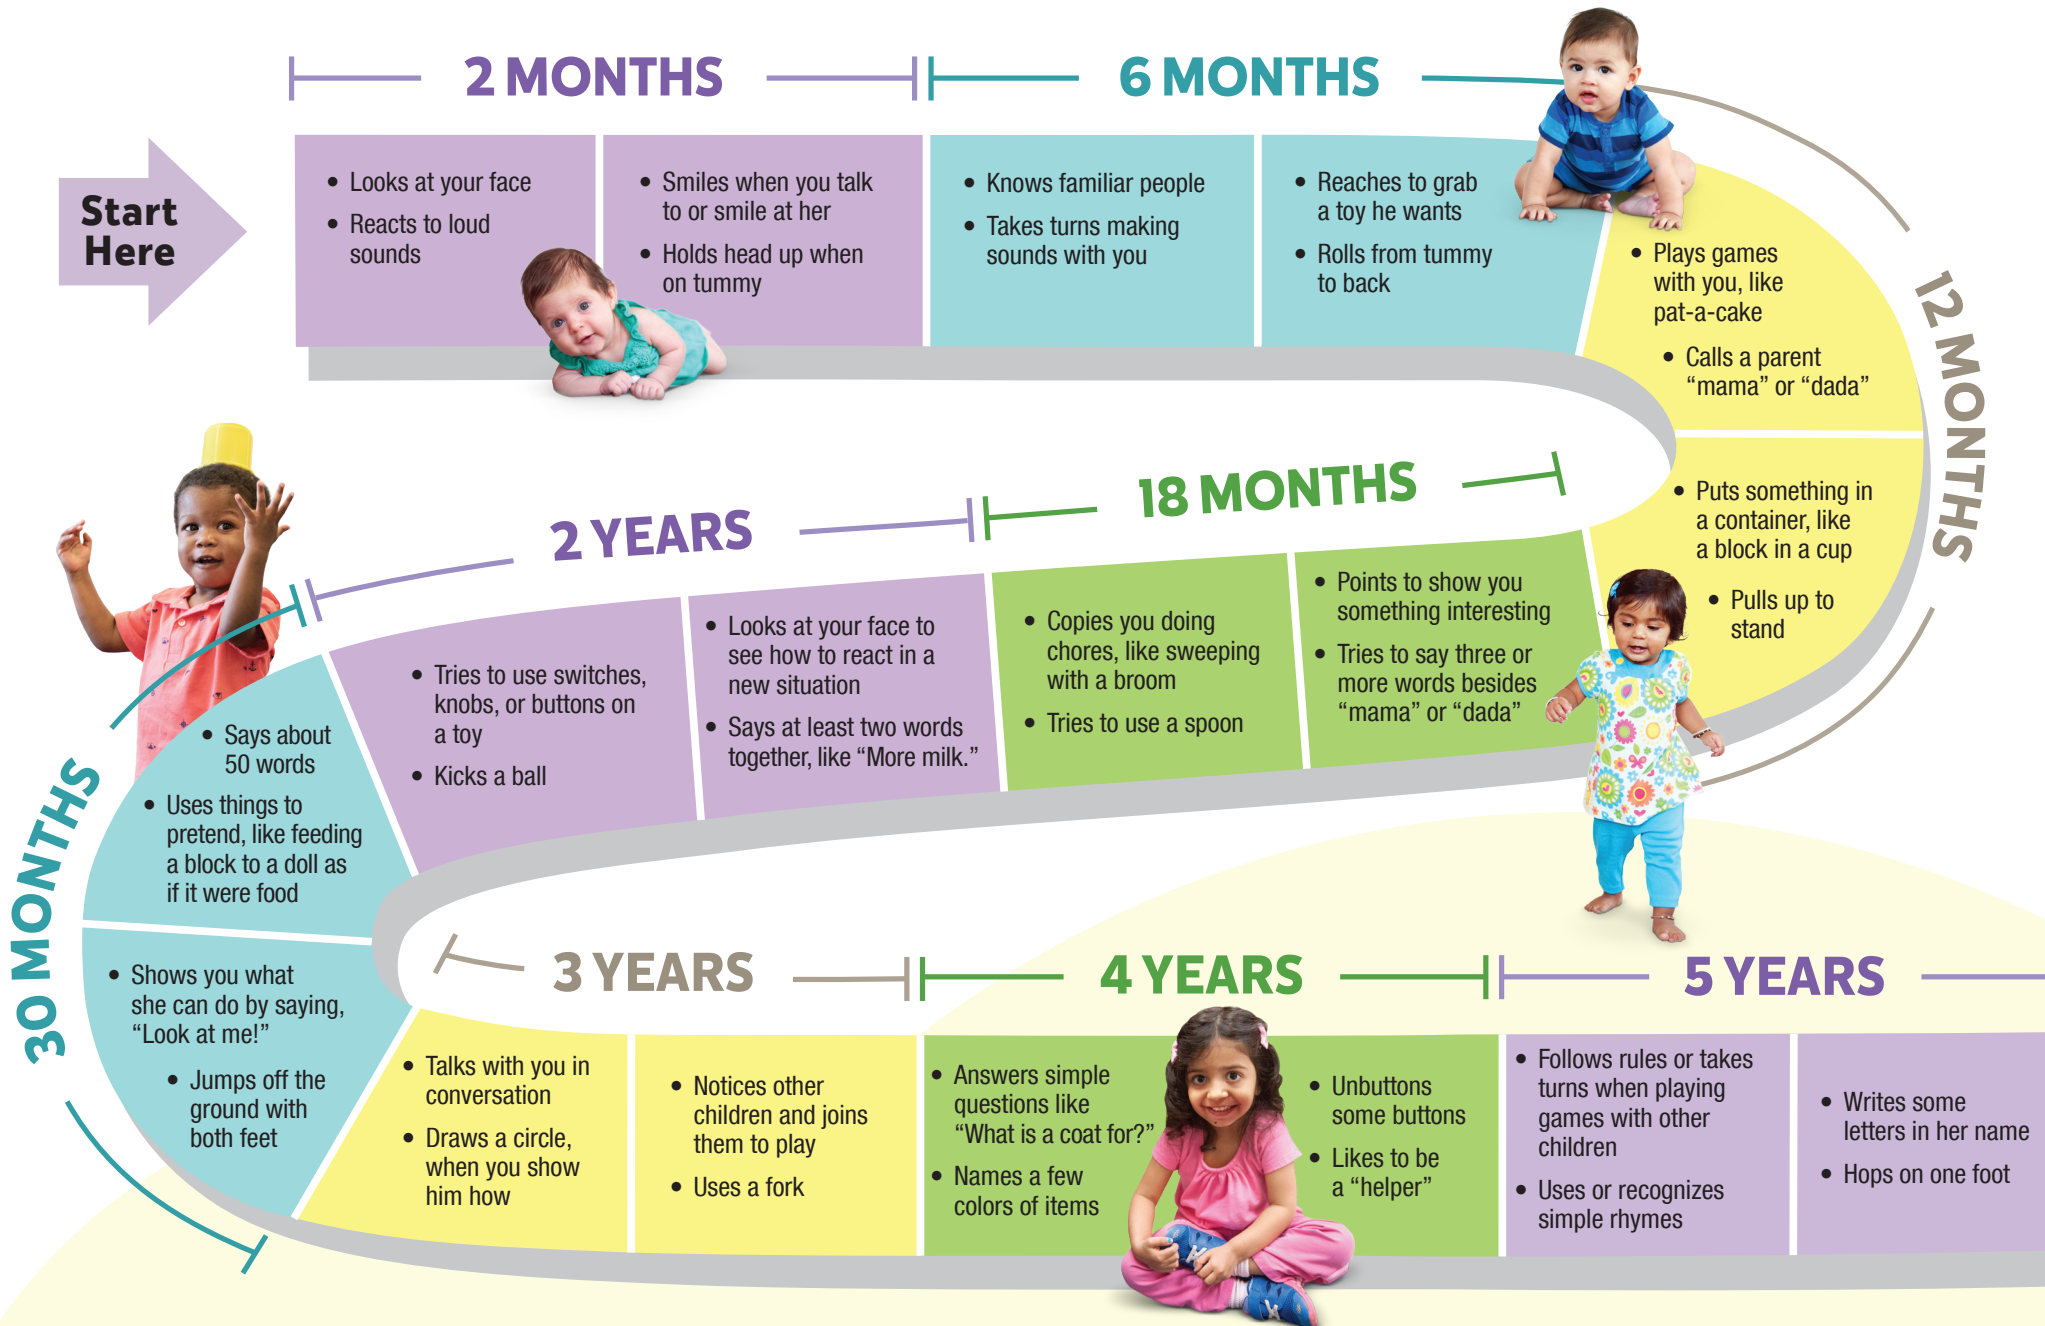 Start
Here
2 MONTHS
• Looks at your face
• Reacts to loud
sounds
• Smiles when you talk
to or smile at her
• Holds head up when
on tummy
6 MONTHS
• Knows familiar people
• Takes turns making
sounds with you
• Reaches to grab
a toy he wants
• Rolls from tummy
to back
12 MONTHS
• Plays games
with you, like
pat-a-cake
• Calls a parent
“mama” or “dada”
• Puts something in
a container, like
a block in a cup
• Pulls up to
stand
18 MONTHS
• Points to show you
something interesting
• Tries to say three or
more words besides
“mama” or “dada”
• Copies you doing
chores, like sweeping
with a broom
• Tries to use a spoon
2 YEARS
• Looks at your face to
see how to react in a
new situation
• Says at least two words
together, like “More milk.”
• Tries to use switches,
knobs, or buttons on
a toy
• Kicks a ball
30 MONTHS
• Says about
50 words
• Uses things to
pretend, like feeding
a block to a doll as
if it were food
• Shows you what
she can do by saying,
“Look at me!”
• Jumps off the
ground with
both feet
3 YEARS
• Talks with you in
conversation
• Draws a circle,
when you show
him how
• Notices other
children and joins
them to play
• Uses a fork
4 YEARS
• Answers simple
questions like
“What is a coat for?”
• Names a few
colors of items
• Unbuttons
some buttons
• Likes to be
a “helper”
5 YEARS
• Follows rules or takes
turns when playing
games with other
children
• Uses or recognizes
simple rhymes
• Writes some
letters in her name
• Hops on one foot